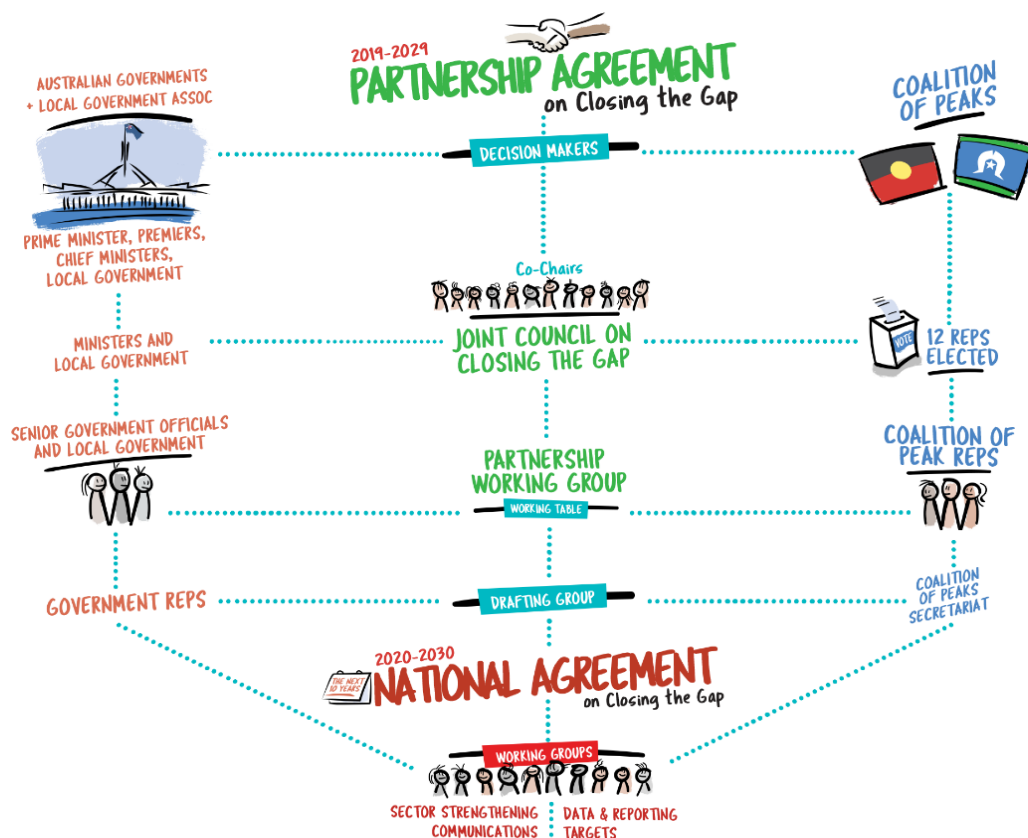 2019-2029
PARTNERSHIP AGREEMENT
on Closing the Gap
AUSTRALIAN GOVERNMENTS
+ LOCAL GOVERNMENT ASSOC
COALITION
OF PEAKS
DECISION MAKERS
PRIME MINISTER, PREMIERS,
CHIEF MINISTERS,
LOCAL GOVERNMENT
Co-Chairs
JOINT COUNCIL ON
CLOSING THE GAP
MINISTERS AND
LOCAL GOVERNMENT
VOTE
12 REPS
ELECTED
SENIOR GOVERNMENT OFFICIALS
AND LOCAL GOVERNMENT
PARTNERSHIP
WORKING GROUP
WORKING TABLE
COALITION OF
PEAK REPS
GOVERNMENT REPS
DRAFTING GROUP
COALITION
OF PEAKS
SECRETARIAT
2020-2030
THE NEXT
10 YEARS
NATIONAL AGREEMENT
on Closing the Gap
WORKING GROUPS
SECTOR STRENGTHENING
COMMUNICATIONS
DATA & REPORTING
TARGETS